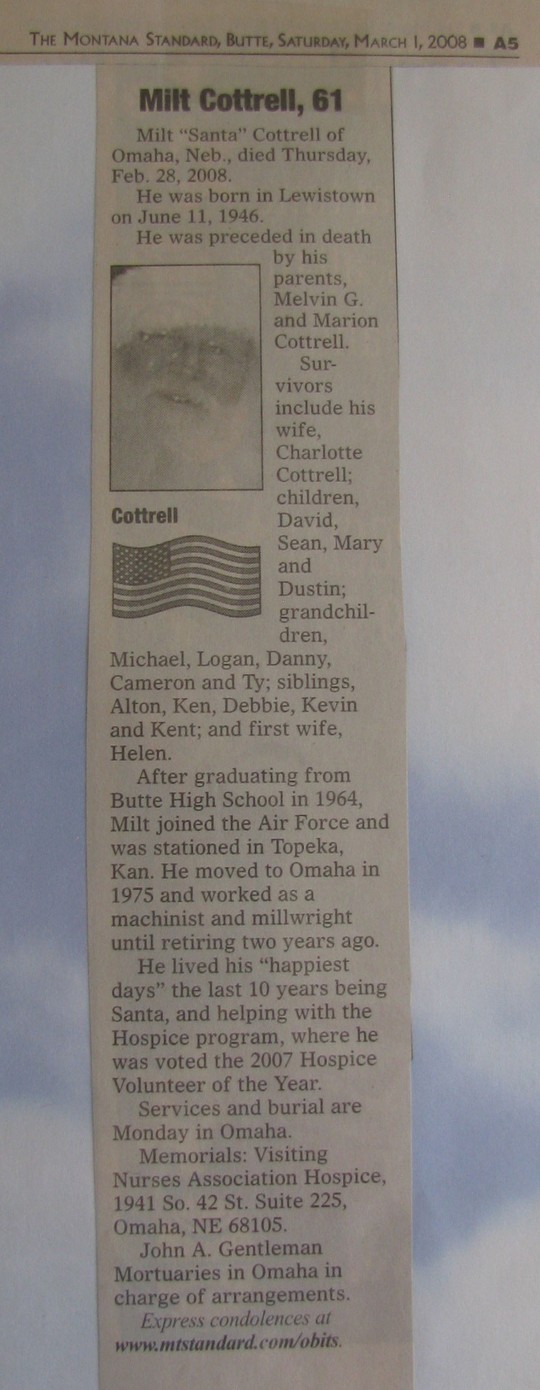 THE MONTANA STANDARD, BUTTE, SATURDAY, MARCH 1, 2008 ■ A5
Milt Cottrell, 61
Milt “Santa” Cottrell of
Omaha, Neb., died Thursday,
Feb. 28, 2008.
He was born in Lewistown
on June 11, 1946.
He was preceded in death
by his
parents,
Melvin G.
and Marion
Cottrell.
Sur-
vivors
include his
wife,
Charlotte
Cottrell;
children,
David,
Sean, Mary
and
Dustin;
grandchil-
dren,
Cottrell
Michael, Logan, Danny,
Cameron and Ty; siblings,
Alton, Ken, Debbie, Kevin
and Kent; and first wife,
Helen.
After graduating from
Butte High School in 1964,
Milt joined the Air Force and
was stationed in Topeka,
Kan. He moved to Omaha in
1975 and worked as a
machinist and millwright
until retiring two years ago.
He lived his “happiest
days” the last 10 years being
Santa, and helping with the
Hospice program, where he
was voted the 2007 Hospice
Volunteer of the Year.
Services and burial are
Monday in Omaha.
Memorials: Visiting
Nurses Association Hospice,
1941 So. 42 St. Suite 225,
Omaha, NE 68105.
John A. Gentleman
Mortuaries in Omaha in
charge of arrangements.
Express condolences at
www.mtstandard.com/obits.